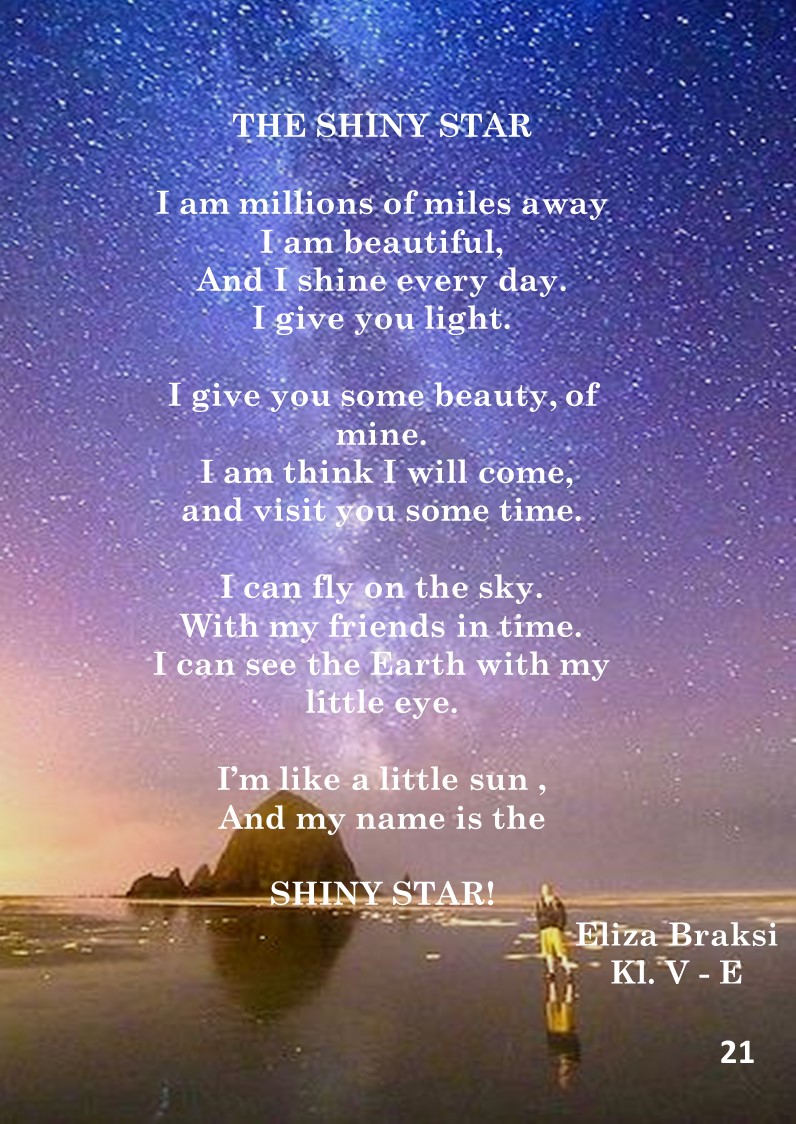 THE SHINY STAR
I am millions of miles away
I am beautiful,
And I shine every day.
I give you light.
I give you some beauty, of
mine.
I am think I will come,
and visit you some time.
I can fly on the sky.
With my friends in time.
I can see the Earth with my
little eye.
I’m like a little sun ,
And my name is the
SHINY STAR!
Eliza Braksi
Kl. V - E
21